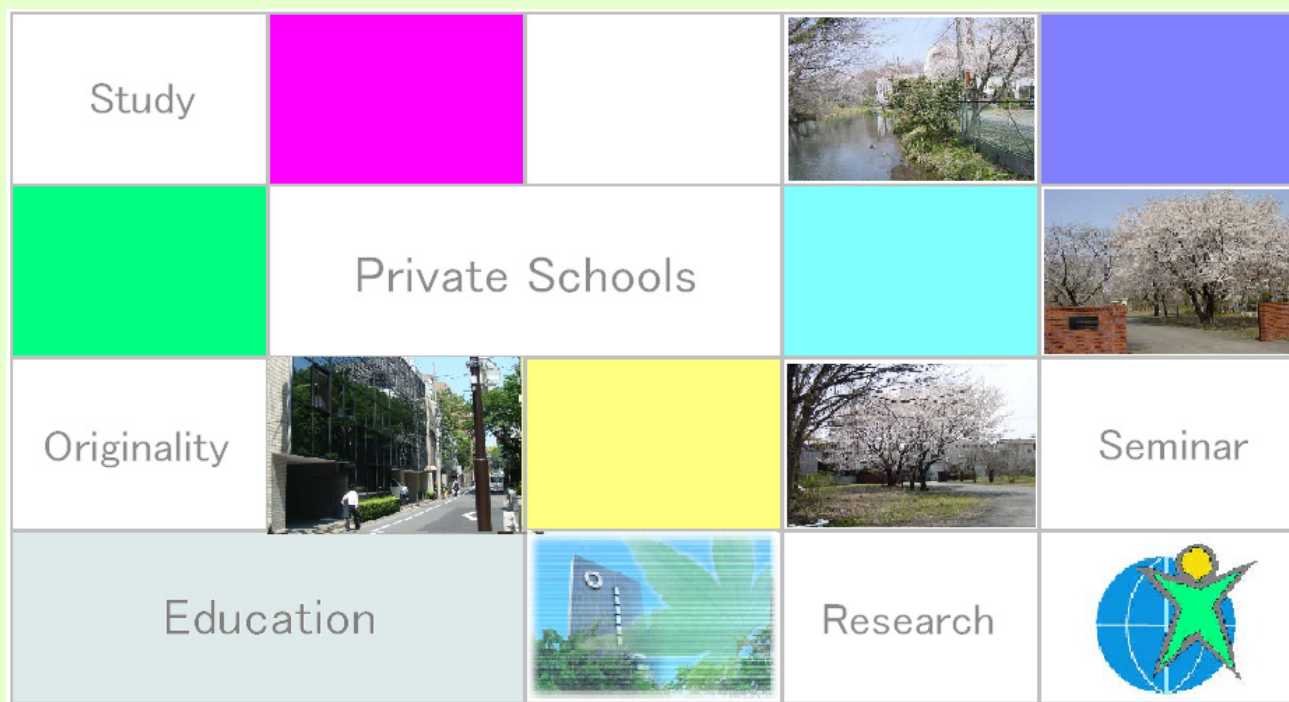 Study
Private Schools
Originality
Seminar
Education
Research